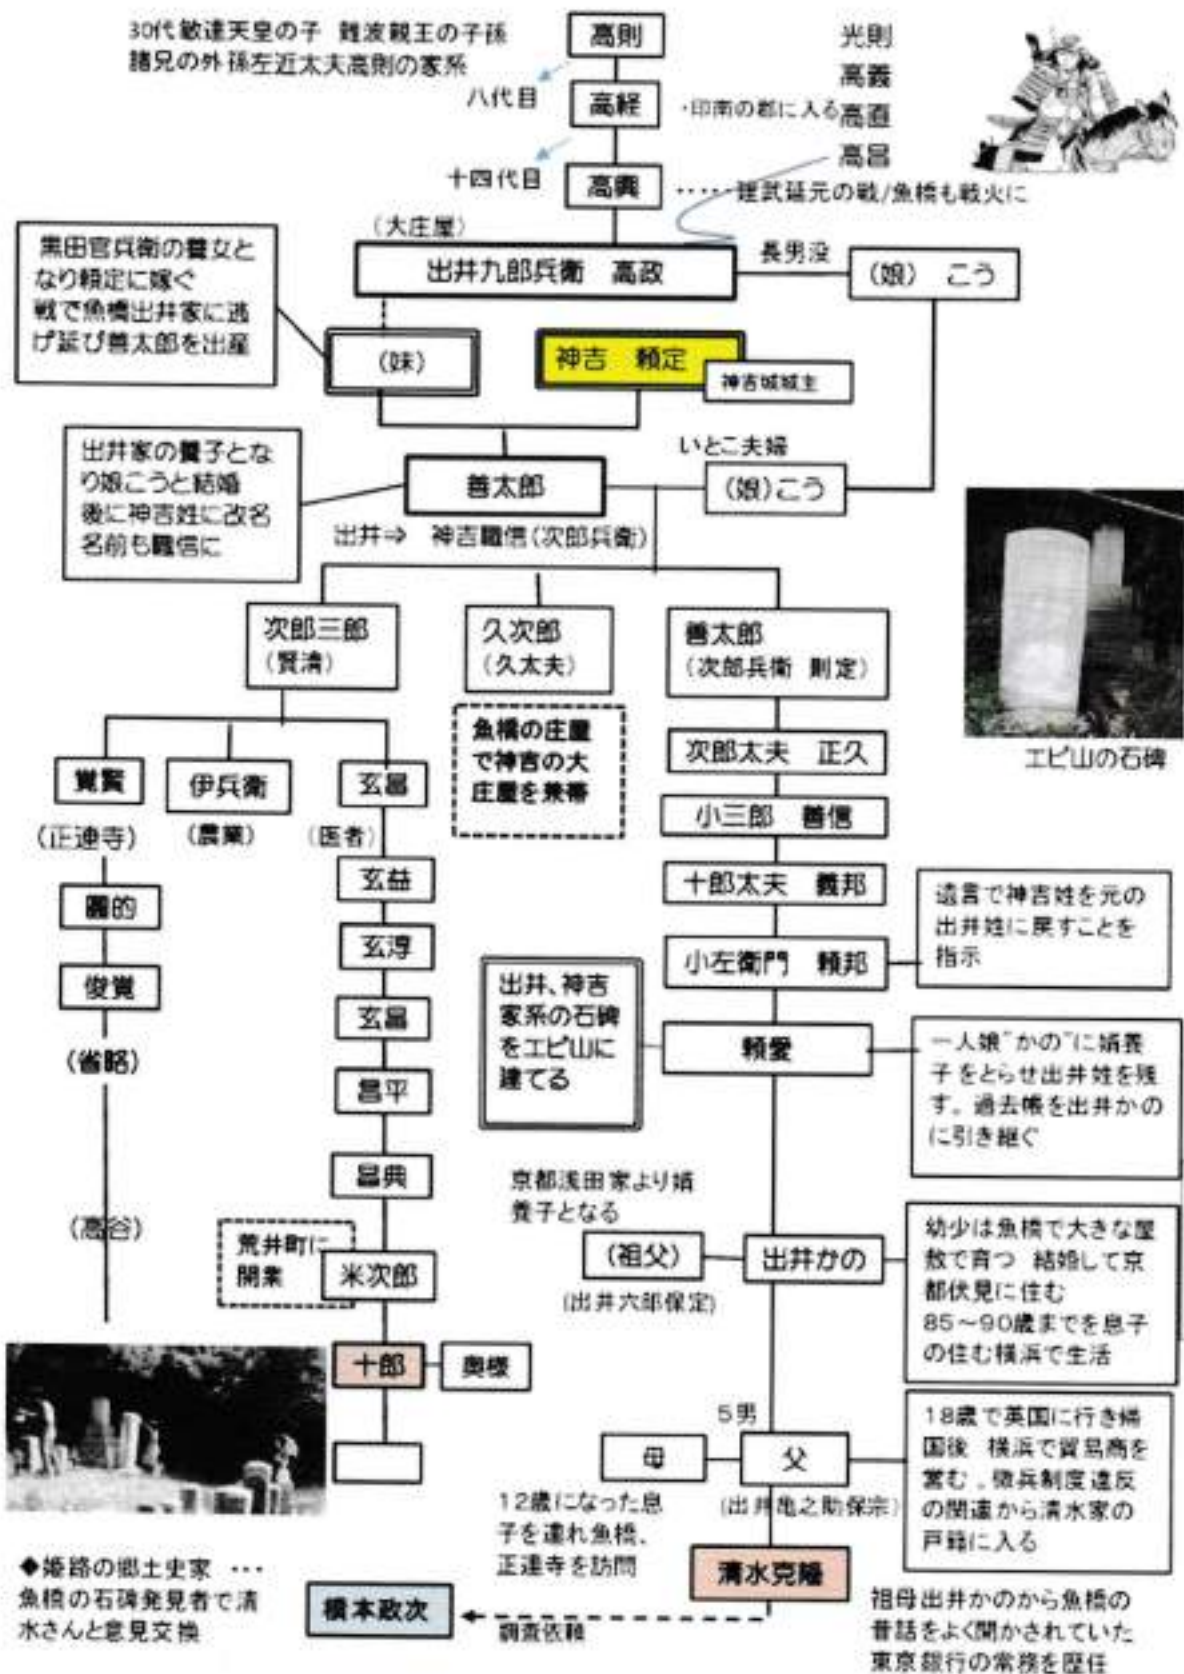 30代敏達天皇の子 難波親王の子孫
諸兄の外孫左近太夫高則の家系
高則
光則
高義
八代目
高経
・印南の郡に入る
高直
高昌
十四代目
高興
‥‥‥建武延元の戦/魚橋も戦火に
(大庄屋)
出井九郎兵衛 高政
長男没
(娘) こう
黒田官兵衛の養女と
なり頼定に嫁ぐ
戦で魚橋出井家に逃
げ延び善太郎を出産
(妹)
神吉 頼定
神吉城城主
出井家の養子とな
り娘こうと結婚
後に神吉姓に改名
名前も職信に
いとこ夫婦
善太郎
(娘)こう
出井⇒ 神吉職信(次郎兵衛)
次郎三郎
(賢清)
久次郎
(久太夫)
善太郎
(次郎兵衛 則定)
魚橋の庄屋
で神吉の大
庄屋を兼帯
エビ山の石碑
覚賢
(正連寺)
伊兵衛
(農業)
玄昌
(医者)
次郎太夫 正久
小三郎 善信
玄益
十郎太夫 義邦
圓的
玄淳
小左衛門 頼邦
遺言で神吉姓を元の
出井姓に戻すことを
指示
俊覚
玄昌
出井、神吉
家系の石碑
をエビ山に
建てる
頼愛
一人娘"かの"に婿養
子をとらせ出井姓を残
す。過去帳を出井かの
に引き継ぐ
(省略)
昌平
昌典
(高谷)
京都浅田家より婿
養子となる
荒井町に
開業
米次郎
(祖父)
(出井六郎保定)
出井かの
幼少は魚橋で大きな屋
敷で育つ 結婚して京
都伏見に住む
85~90歳までを息子
の住む横浜で生活
十郎
奥様
5男
母
父
(出井亀之助保宗)
18歳で英国に行き帰
国後 横浜で貿易商を
営む。徴兵制度違反
の関連から清水家の
戸籍に入る
12歳になった息
子を連れ魚橋、
正連寺を訪問
清水克隆
◆姫路の郷土史家 ‥‥
魚橋の石碑発見者で清
水さんと意見交換
橋本政次
調査依頼
祖母出井かのから魚橋の
昔話をよく聞かされていた
東京銀行の常務を歴任